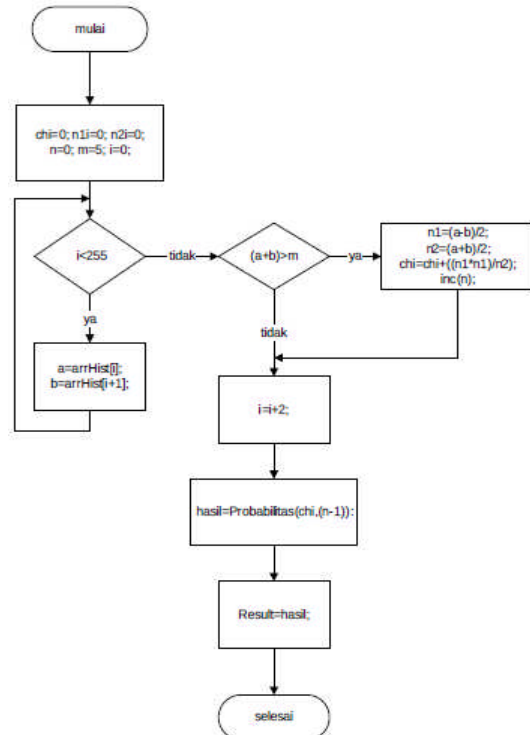 mulai
chi=0; n1i=0; n2i=0;
n=0; m=5; i=0;
i<255
tidak
(a+b)>m
ya
n1=(a-b)/2;
n2=(a+b)/2;
chi=chi+((n1*n1)/n2);
inc(n);
ya
tidak
a=arrHist[i];
b=arrHist[i+1];
i=i+2;
hasil=Probabilitas(chi,(n-1)):
Result=hasil;
selesai